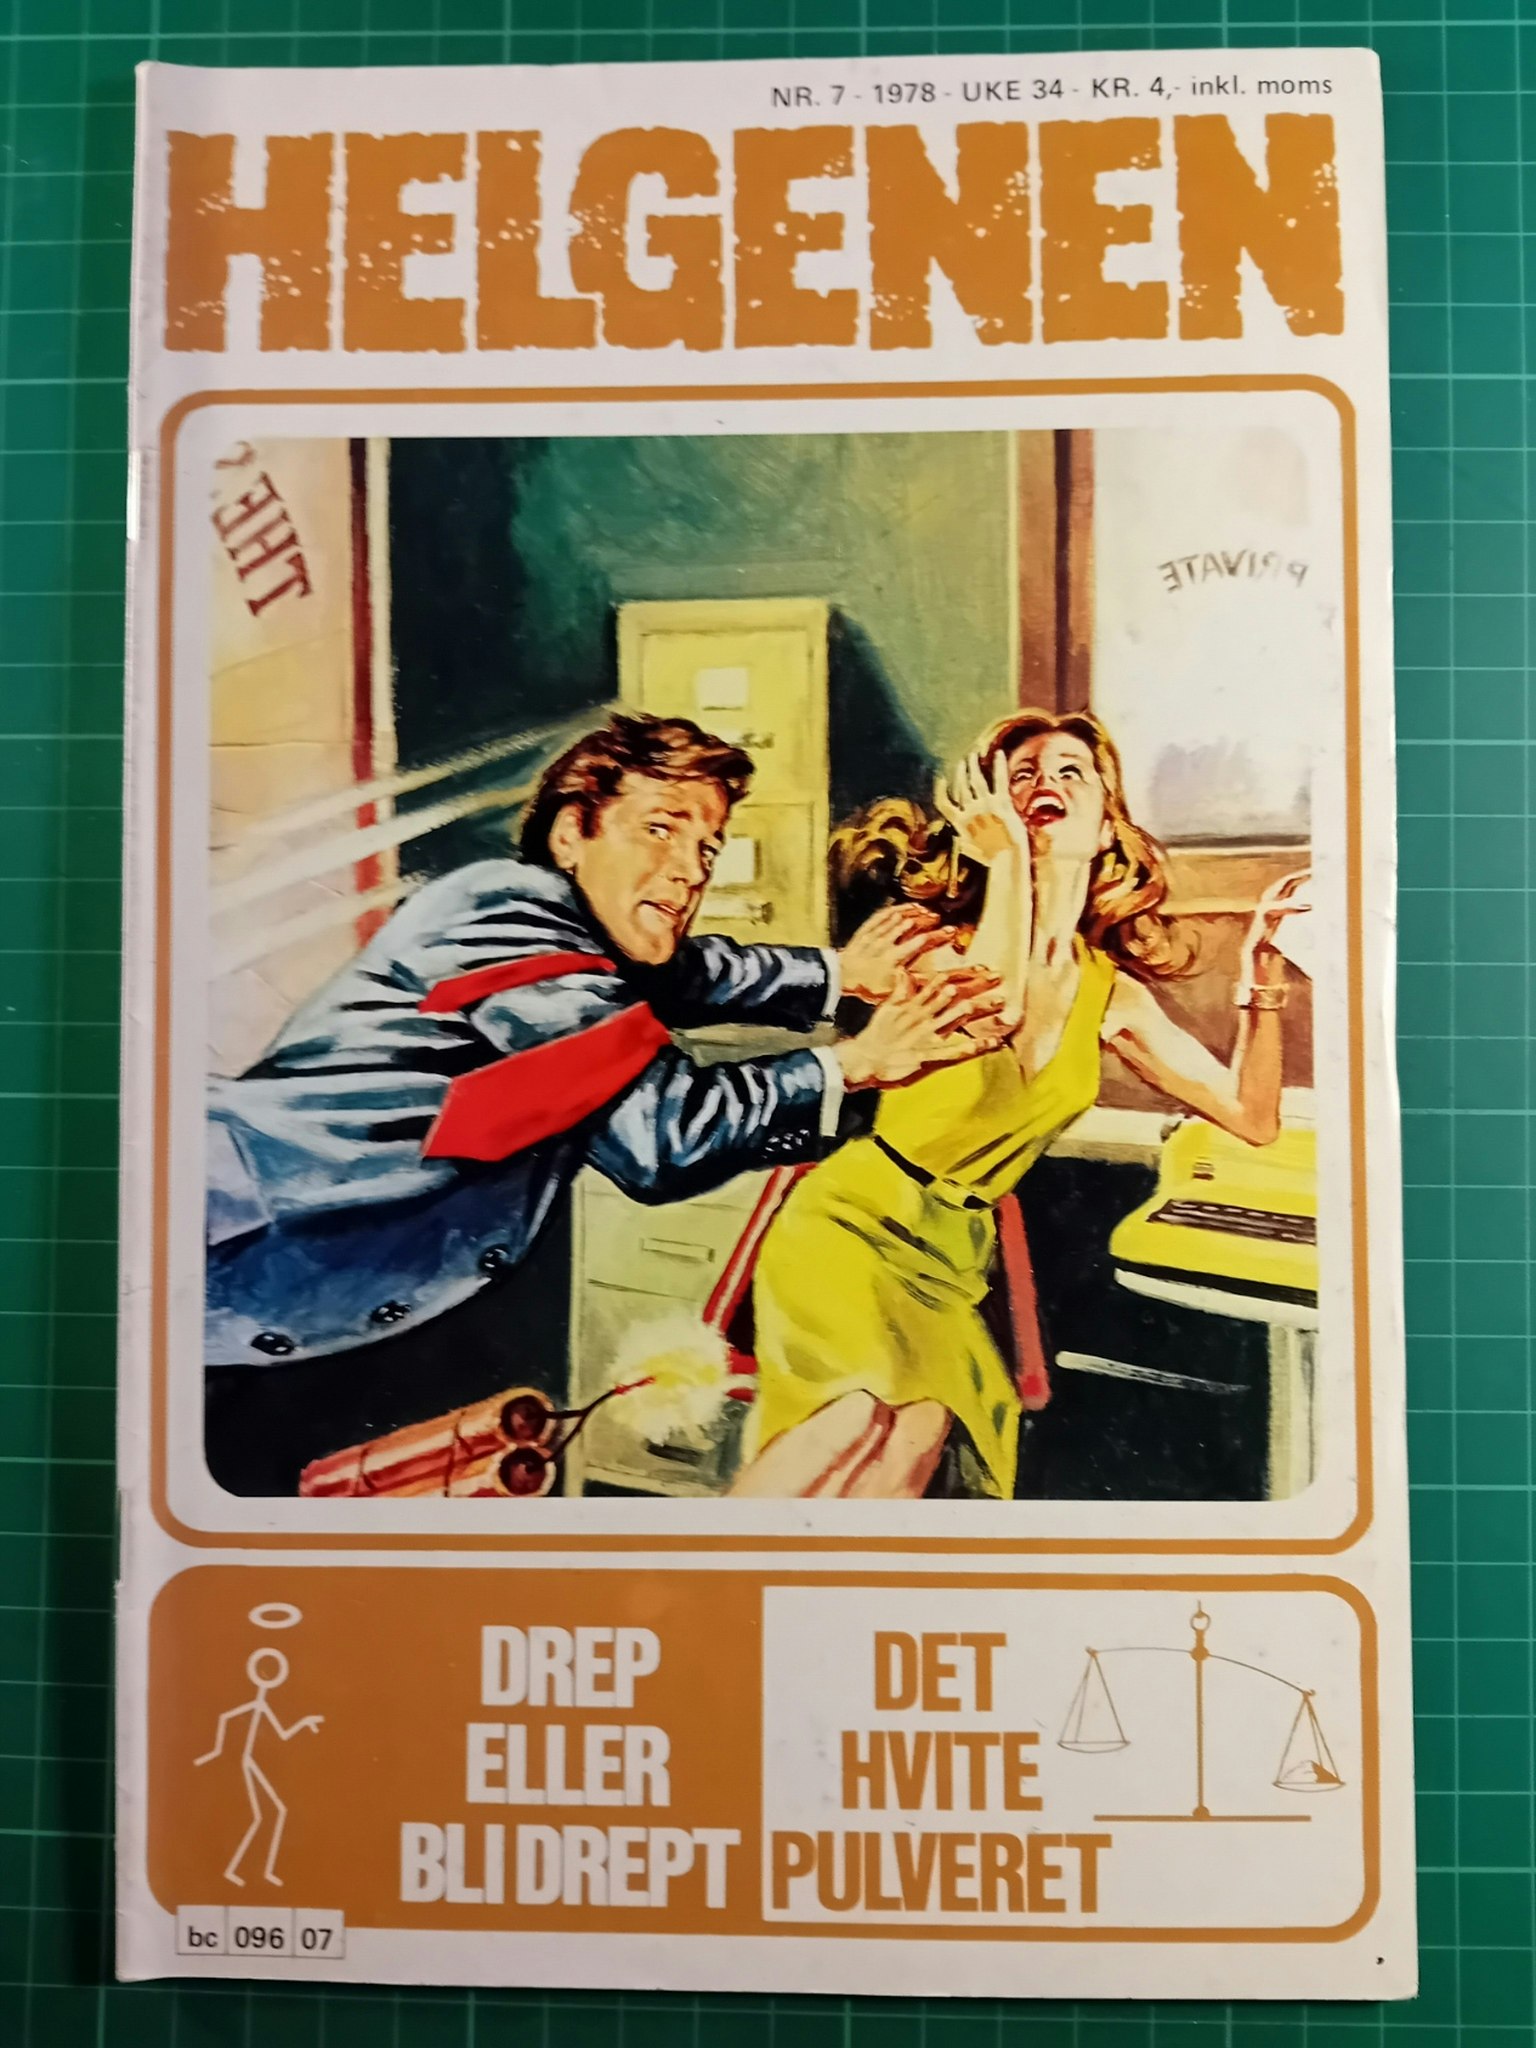 NR. 7 - 1978 - UKE 34 - KR. 4,- inkl. moms
HELGENEN
THE
PRIVATE
DREP
ELLER
BLI DREPT
DET
HVITE
PULVERET
bc 096 07